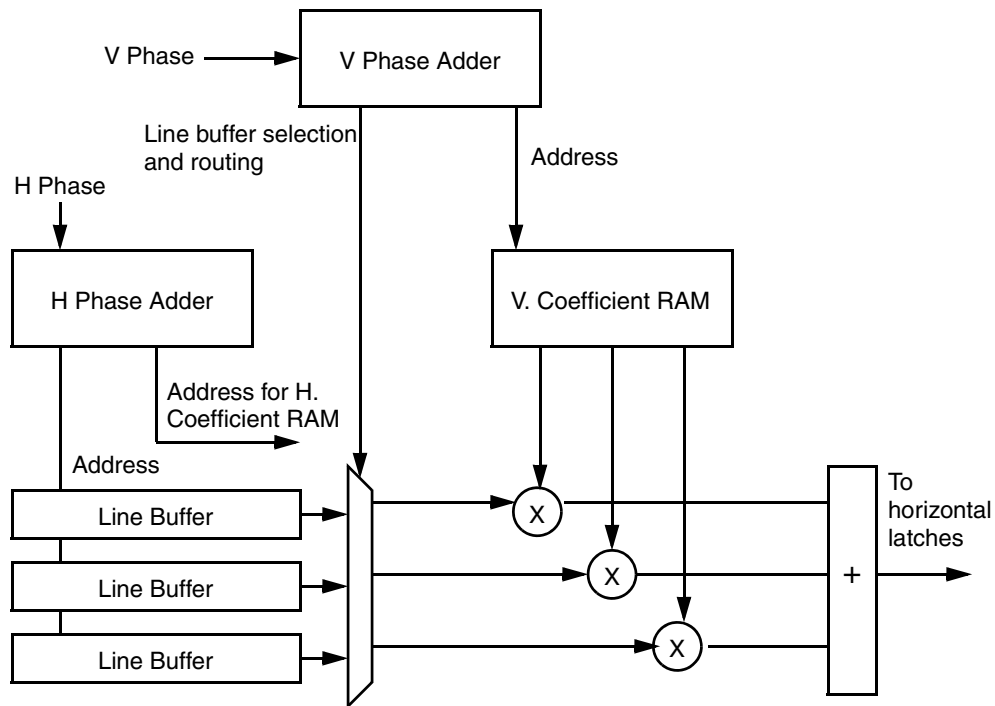 V Phase
V Phase Adder
Line buffer selection
and routing
Address
H Phase
H Phase Adder
V. Coefficient RAM
Address for H.
Coefficient RAM
Address
Line Buffer
X
To
horizontal
latches
Line Buffer
X
+
Line Buffer
X